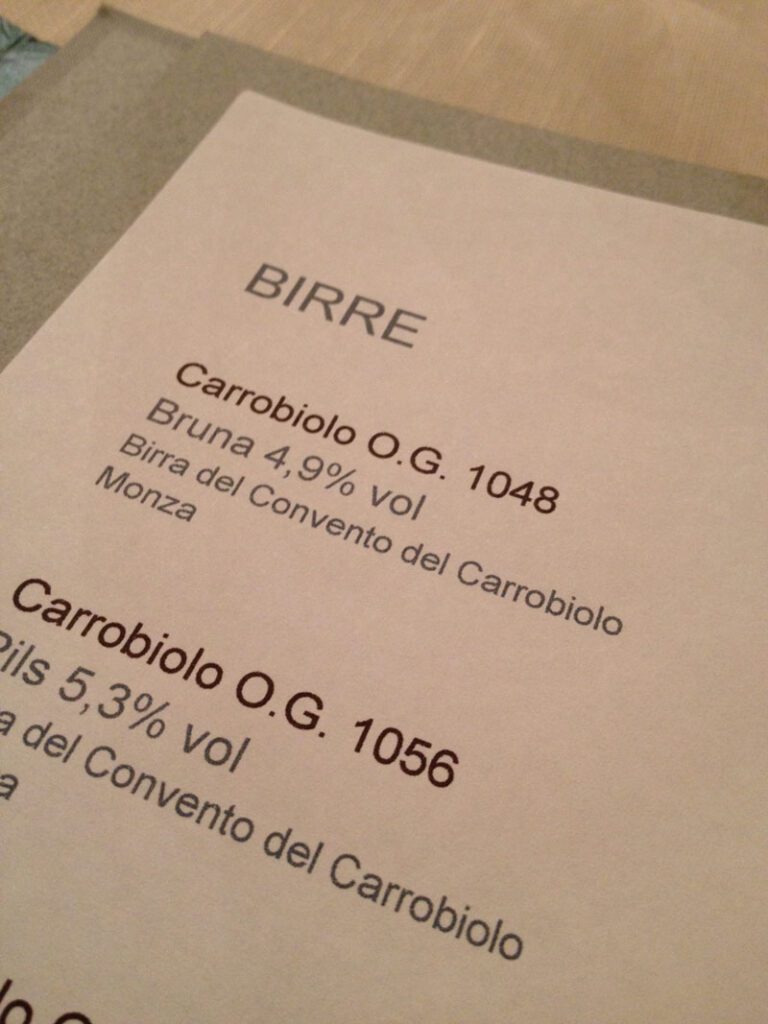 BIRRE
Carrobiolo O.G. 1048
Bruna 4,9% vol
Birra del Convento del Carrobiolo
Monza
Carrobiolo O.G. 1056
Pils 5,3% vol
del Convento del Carrobiolo